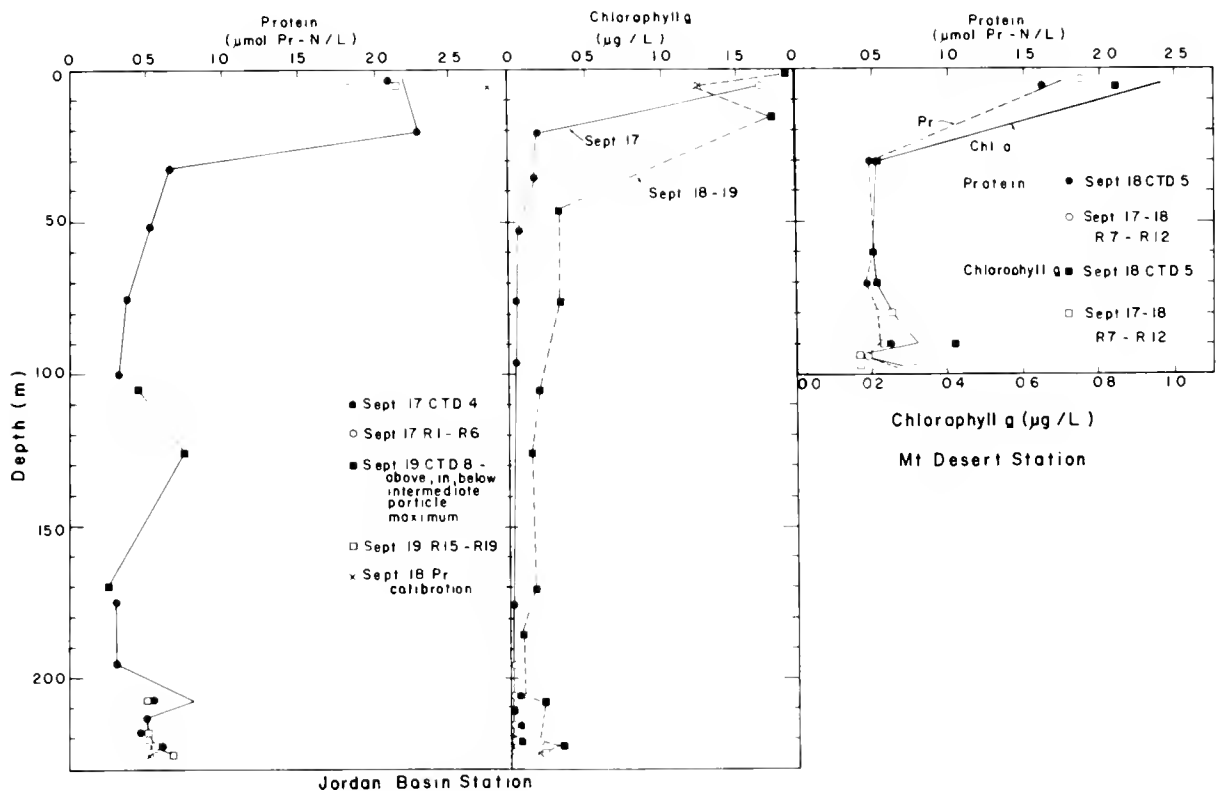 Protein
(μmol Pr-N/L)
0 0.5 1.0 1.5 2.0 2.5
Chlorophyll a
(μg/L)
0 0.5 1.0 1.5
Protein
(μmol Pr-N/L)
0 0.5 1.0 1.5 2.0 2.5
0
50
100
150
200
Depth (m)
Sept 17
Sept 18-19
Pr
Chl a
Protein
Sept 18 CTD 5
Sept 17-18
R7-R12
Chlorophyll a
Sept 18 CTD 5
Sept 17-18
R7-R12
0.0 0.2 0.4 0.6 0.8 1.0
Chlorophyll a (μg/L)
Mt Desert Station
Sept 17 CTD 4
Sept 17 R1-R6
Sept 19 CTD 8 -
above, in, below
intermediate
particle
maximum
Sept 19 R15-R19
Sept 18 Pr
calibration
Jordan Basin Station